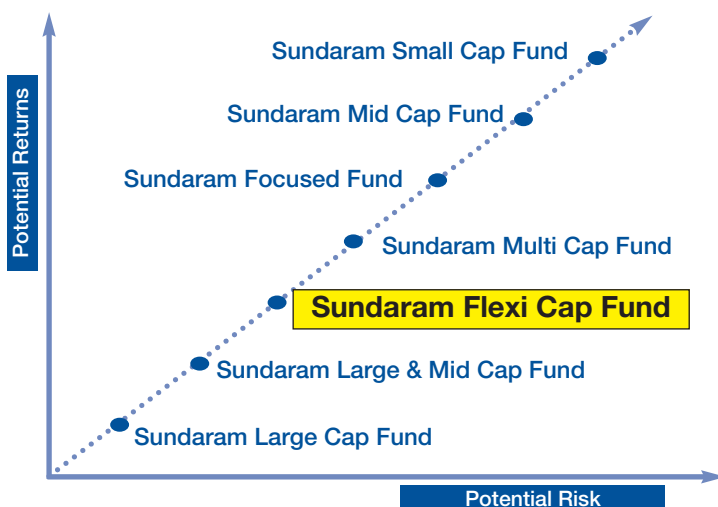 Sundaram Small Cap Fund
Sundaram Mid Cap Fund
Potential Returns
Sundaram Focused Fund
Sundaram Multi Cap Fund
Sundaram Flexi Cap Fund
Sundaram Large & Mid Cap Fund
Sundaram Large Cap Fund
Potential Risk